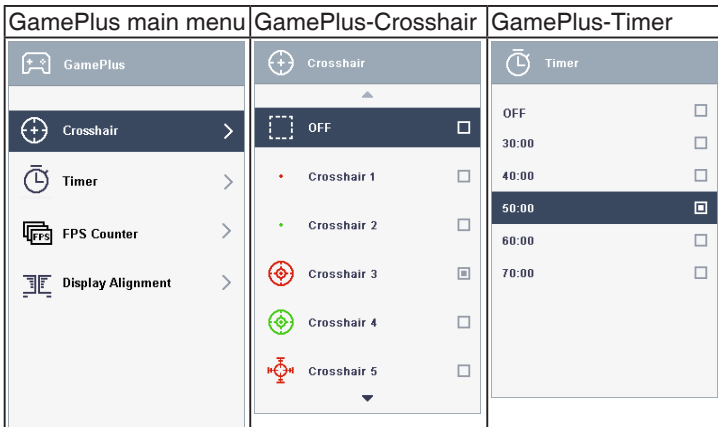 GamePlus main menu
GamePlus
Crosshair
Timer
FPS
FPS Counter
Display Alignment
GamePlus-Crosshair
Crosshair
OFF
Crosshair 1
Crosshair 2
Crosshair 3
Crosshair 4
Crosshair 5
GamePlus-Timer
Timer
OFF
30:00
40:00
50:00
60:00
70:00